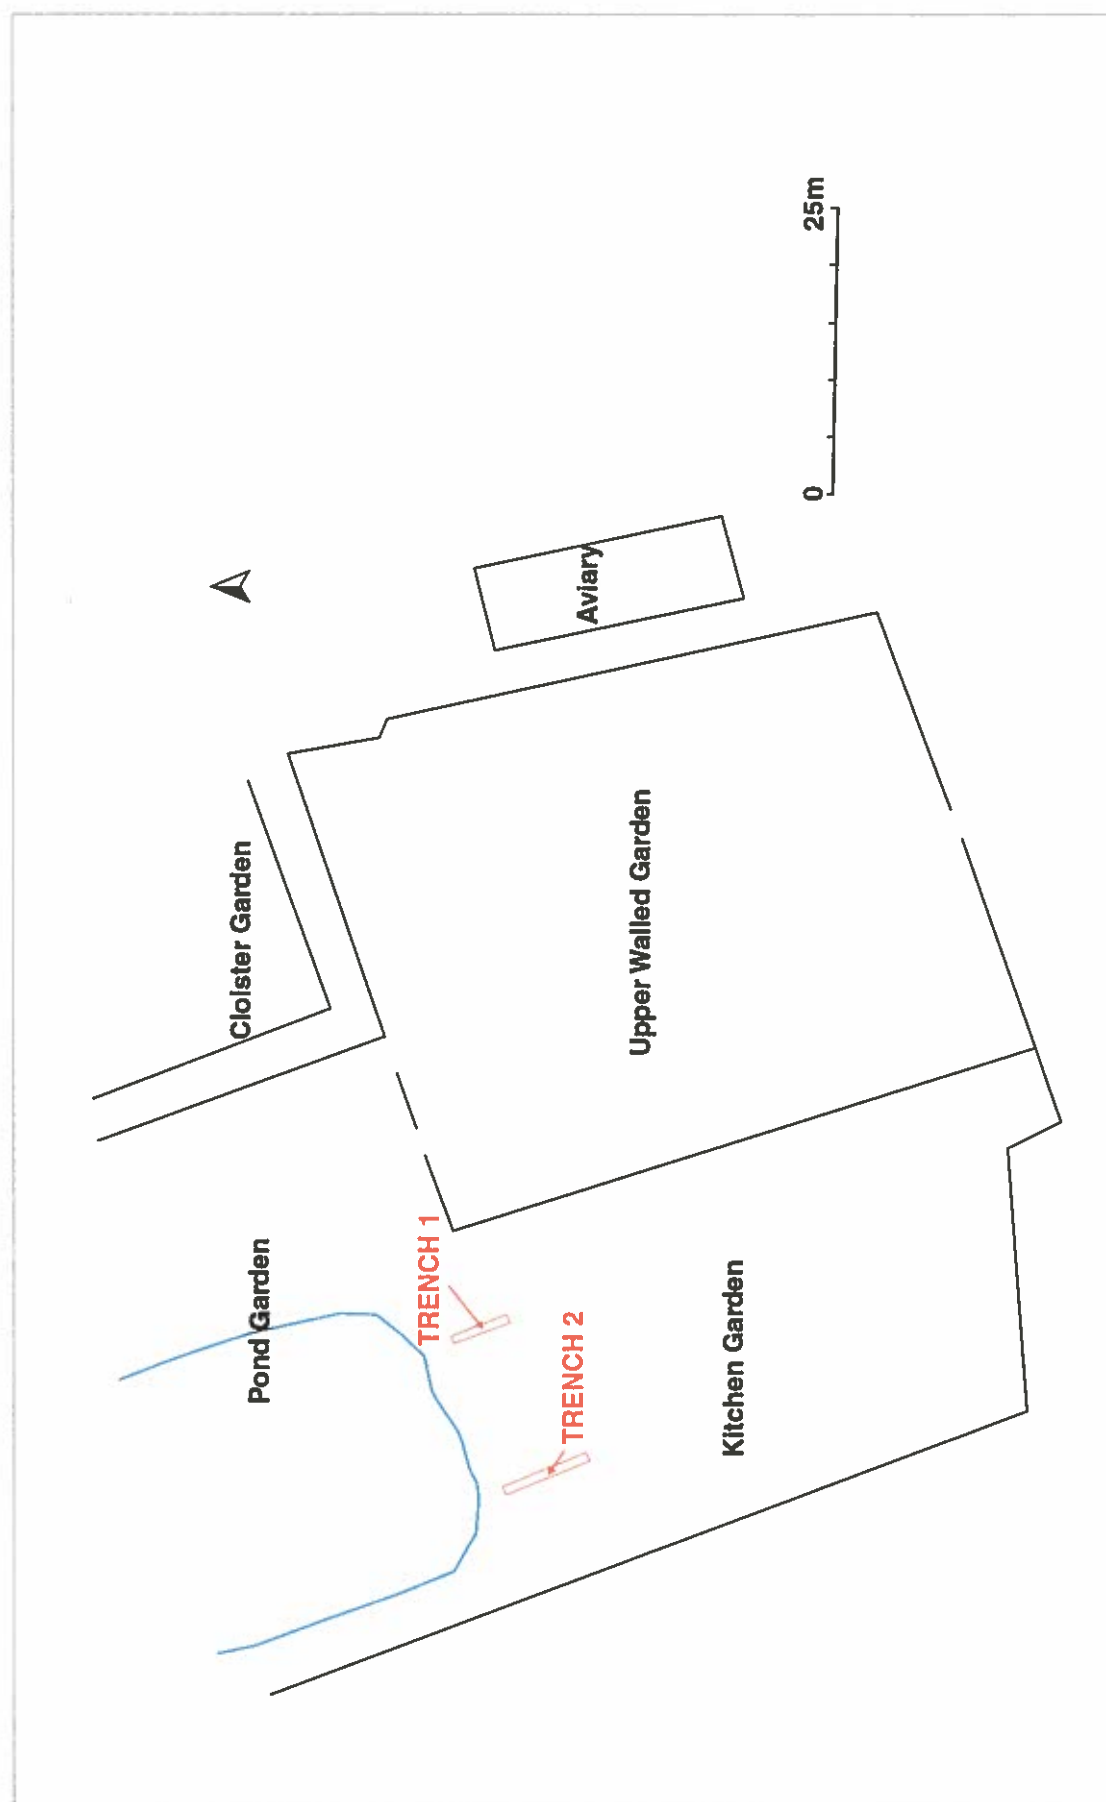 Cloister Garden
Pond Garden
TRENCH 1
TRENCH 2
Aviary
Upper Walled Garden
Kitchen Garden
0 25m